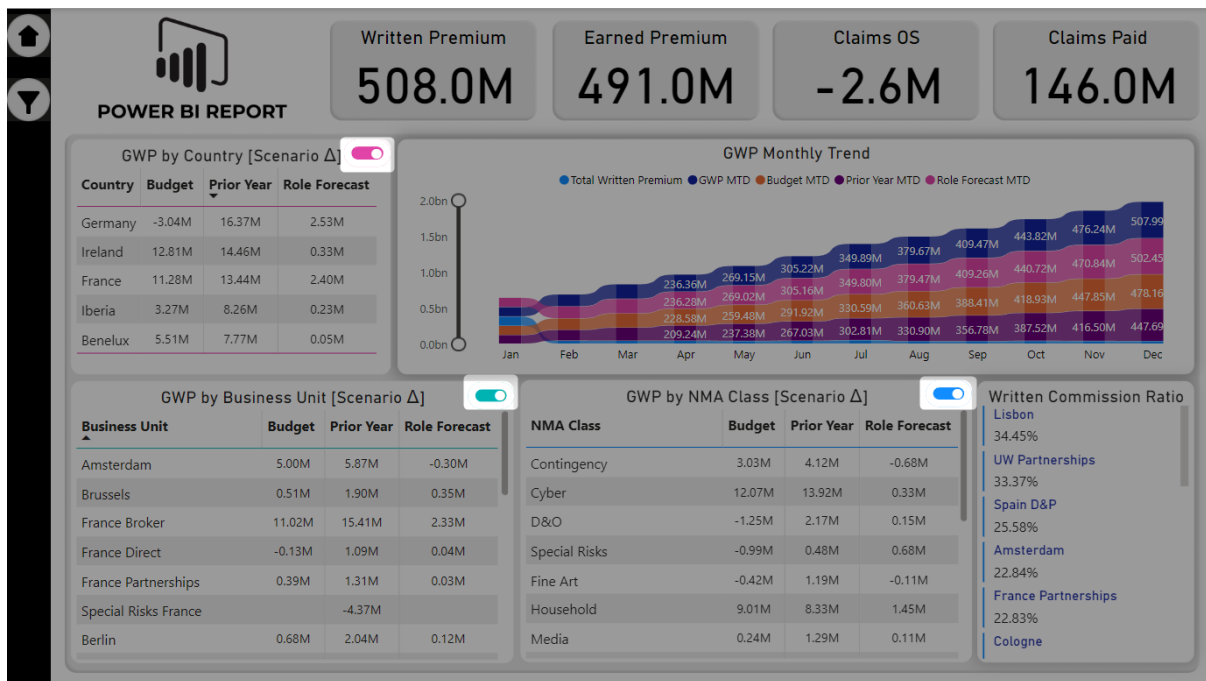 POWER BI REPORT
Written Premium
508.0M
Earned Premium
491.0M
Claims OS
-2.6M
Claims Paid
146.0M
GWP by Country [Scenario Δ]
Country Budget Prior Year Role Forecast
Germany -3.04M 16.37M 2.53M
Ireland 12.81M 14.46M 0.33M
France 11.28M 13.44M 2.40M
Iberia 3.27M 8.26M 0.23M
Benelux 5.51M 7.77M 0.05M
GWP Monthly Trend
Total Written Premium GWP MTD Budget MTD Prior Year MTD Role Forecast MTD
2.0bn
1.5bn
1.0bn
0.5bn
0.0bn
236.36M 269.15M 305.22M 349.89M 379.67M 409.47M 443.82M 476.24M 507.99
236.28M 269.02M 305.16M 349.80M 379.47M 409.26M 440.72M 470.84M 502.45
228.58M 259.48M 291.92M 330.59M 360.63M 388.41M 418.93M 447.85M 478.16
209.24M 237.38M 267.03M 302.81M 330.90M 356.78M 387.52M 416.50M 447.69
Jan Feb Mar Apr May Jun Jul Aug Sep Oct Nov Dec
GWP by Business Unit [Scenario Δ]
Business Unit Budget Prior Year Role Forecast
Amsterdam 5.00M 5.87M -0.30M
Brussels 0.51M 1.90M 0.35M
France Broker 11.02M 15.41M 2.33M
France Direct -0.13M 1.09M 0.04M
France Partnerships 0.39M 1.31M 0.03M
Special Risks France -4.37M
Berlin 0.68M 2.04M 0.12M
GWP by NMA Class [Scenario Δ]
NMA Class Budget Prior Year Role Forecast
Contingency 3.03M 4.12M -0.68M
Cyber 12.07M 13.92M 0.33M
D&O -1.25M 2.17M 0.15M
Special Risks -0.99M 0.48M 0.68M
Fine Art -0.42M 1.19M -0.11M
Household 9.01M 8.33M 1.45M
Media 0.24M 1.29M 0.11M
Written Commission Ratio
Lisbon
34.45%
UW Partnerships
33.37%
Spain D&P
25.58%
Amsterdam
22.84%
France Partnerships
22.83%
Cologne